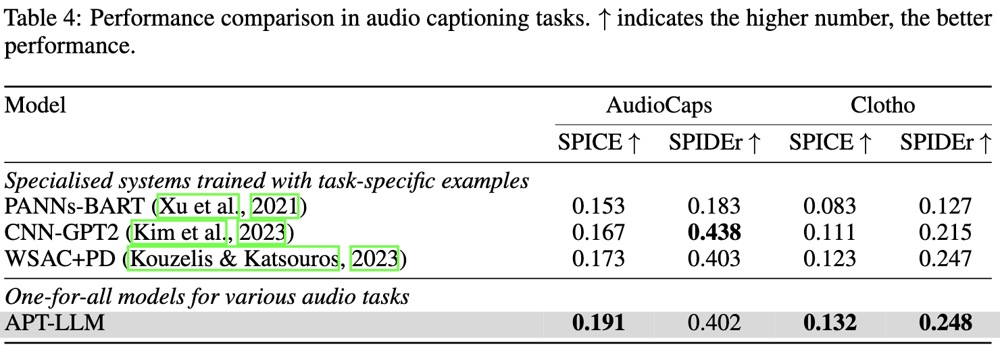 Table 4: Performance comparison in audio captioning tasks. ↑ indicates the higher number, the better
performance.
Model AudioCaps Clotho
SPICE ↑ SPIDEr ↑ SPICE ↑ SPIDEr ↑
Specialised systems trained with task-specific examples
PANNs-BART (Xu et al., 2021) 0.153 0.183 0.083 0.127
CNN-GPT2 (Kim et al., 2023) 0.167 0.438 0.111 0.215
WSAC+PD (Kouzelis & Katsouros, 2023) 0.173 0.403 0.123 0.247
One-for-all models for various audio tasks
APT-LLM 0.191 0.402 0.132 0.248